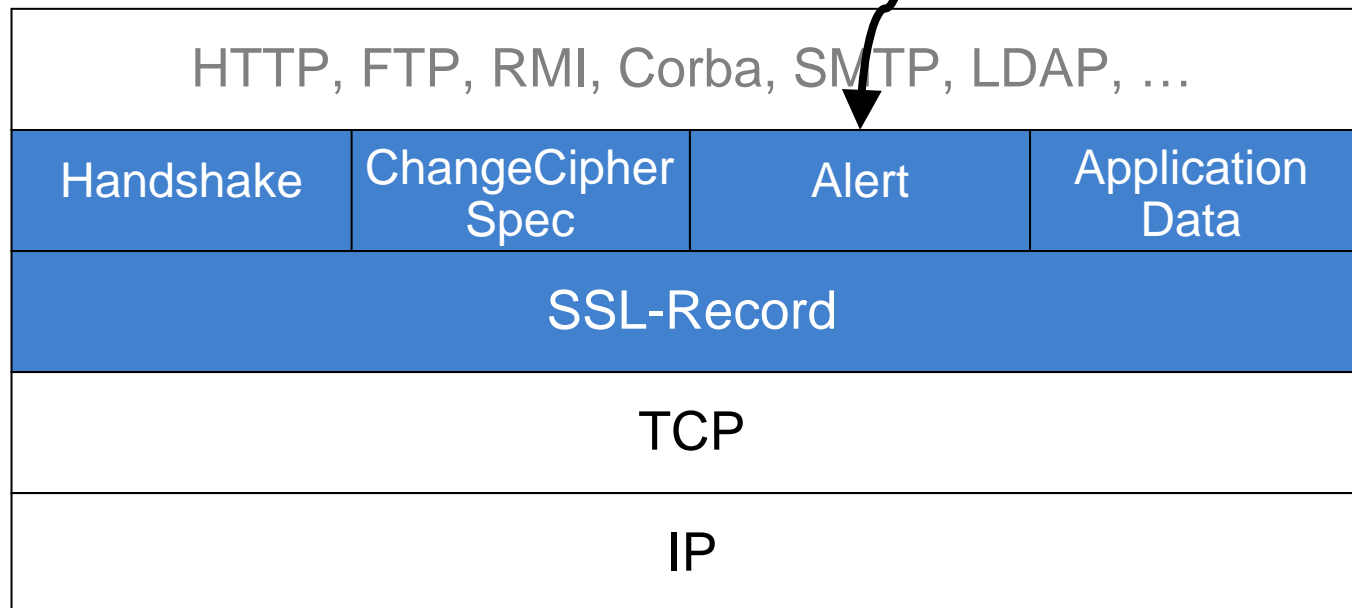 HTTP, FTP, RMI, Corba, SMTP, LDAP, …
Handshake
ChangeCipher
Spec
Alert
Application
Data
SSL-Record
TCP
IP